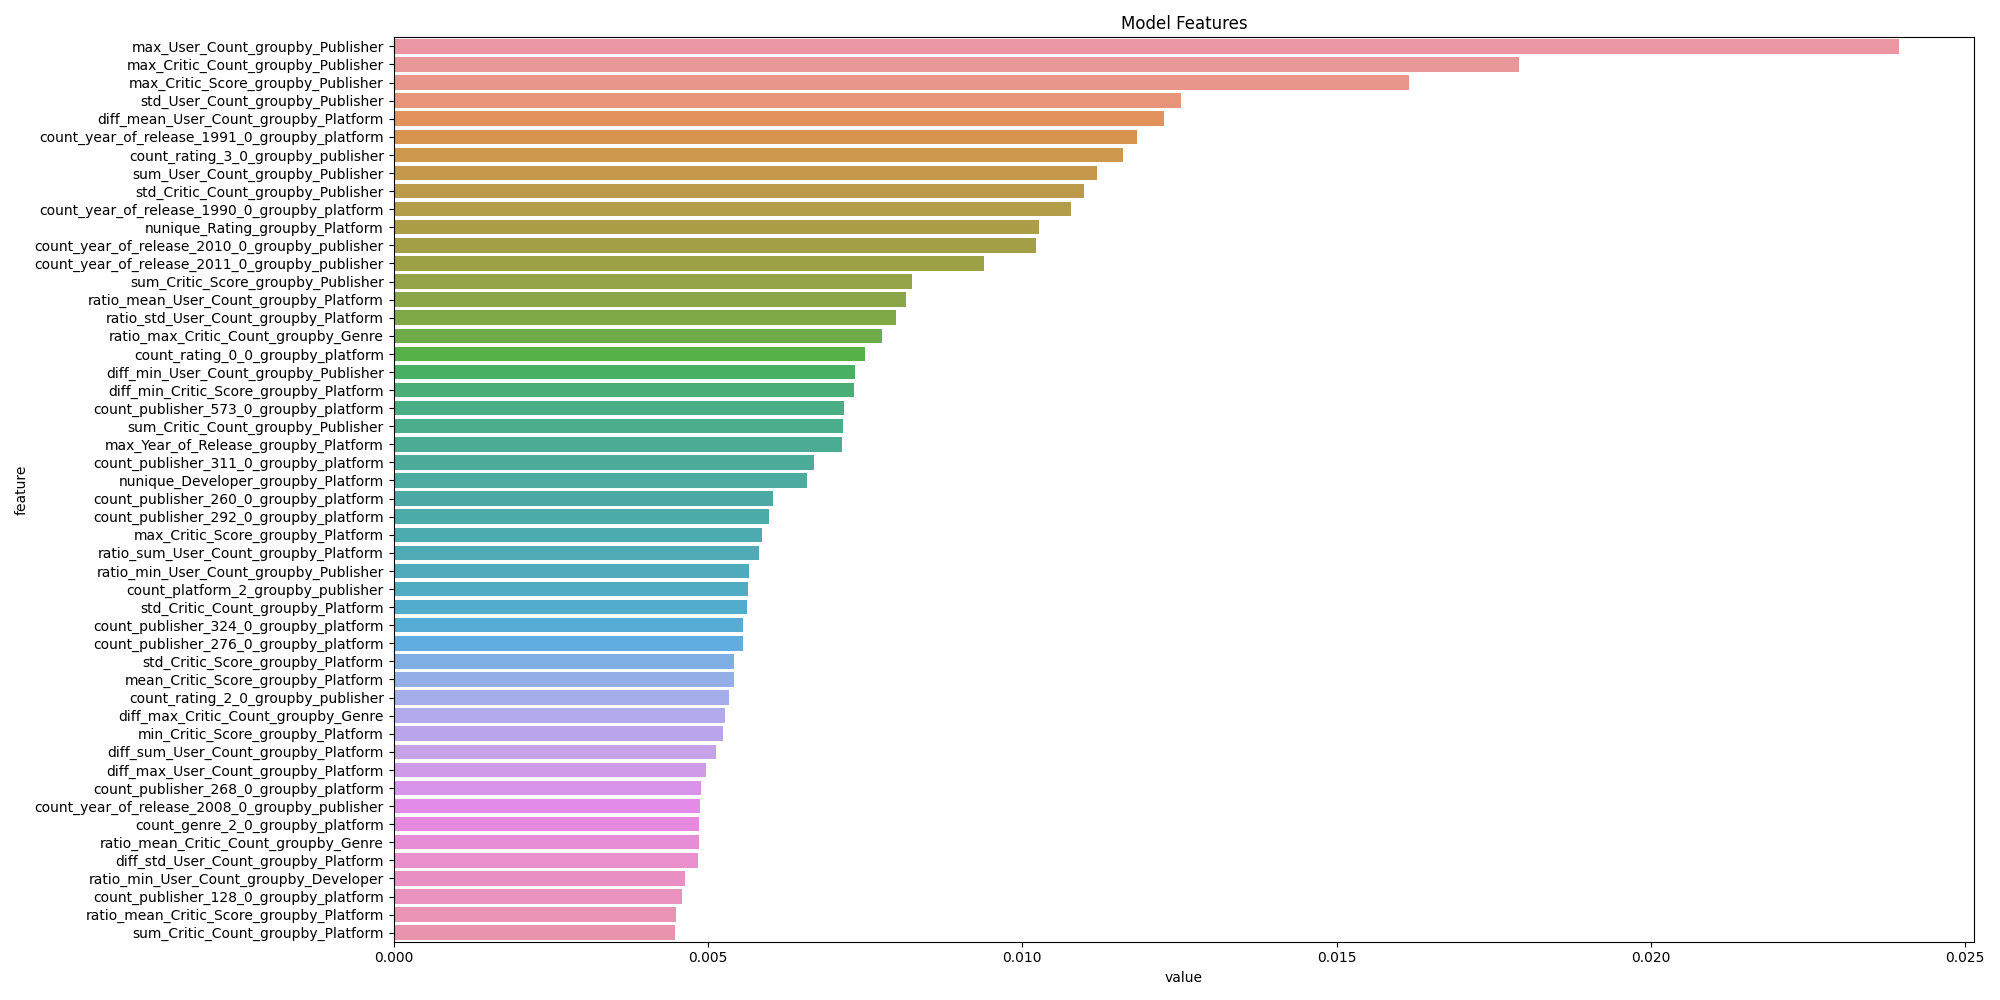 Model Features
max_User_Count_groupby_Publisher
max_Critic_Count_groupby_Publisher
max_Critic_Score_groupby_Publisher
std_User_Count_groupby_Publisher
diff_mean_User_Count_groupby_Platform
count_year_of_release_1991_0_groupby_platform
count_rating_3_0_groupby_publisher
sum_User_Count_groupby_Publisher
std_Critic_Count_groupby_Publisher
count_year_of_release_1990_0_groupby_platform
nunique_Rating_groupby_Platform
count_year_of_release_2010_0_groupby_publisher
count_year_of_release_2011_0_groupby_publisher
sum_Critic_Score_groupby_Publisher
ratio_mean_User_Count_groupby_Platform
ratio_std_User_Count_groupby_Platform
ratio_max_Critic_Count_groupby_Genre
count_rating_0_0_groupby_platform
diff_min_User_Count_groupby_Publisher
diff_min_Critic_Score_groupby_Platform
count_publisher_573_0_groupby_platform
sum_Critic_Count_groupby_Publisher
max_Year_of_Release_groupby_Platform
count_publisher_311_0_groupby_platform
nunique_Developer_groupby_Platform
count_publisher_260_0_groupby_platform
count_publisher_292_0_groupby_platform
max_Critic_Score_groupby_Platform
ratio_sum_User_Count_groupby_Platform
ratio_min_User_Count_groupby_Publisher
count_platform_2_groupby_publisher
std_Critic_Count_groupby_Platform
count_publisher_324_0_groupby_platform
count_publisher_276_0_groupby_platform
std_Critic_Score_groupby_Platform
mean_Critic_Score_groupby_Platform
count_rating_2_0_groupby_publisher
diff_max_Critic_Count_groupby_Genre
min_Critic_Score_groupby_Platform
diff_sum_User_Count_groupby_Platform
diff_max_User_Count_groupby_Platform
count_publisher_268_0_groupby_platform
count_year_of_release_2008_0_groupby_publisher
count_genre_2_0_groupby_platform
ratio_mean_Critic_Count_groupby_Genre
diff_std_User_Count_groupby_Platform
ratio_min_User_Count_groupby_Developer
count_publisher_128_0_groupby_platform
ratio_mean_Critic_Score_groupby_Platform
sum_Critic_Count_groupby_Platform
feature
0.000 0.005 0.010 0.015 0.020 0.025
value